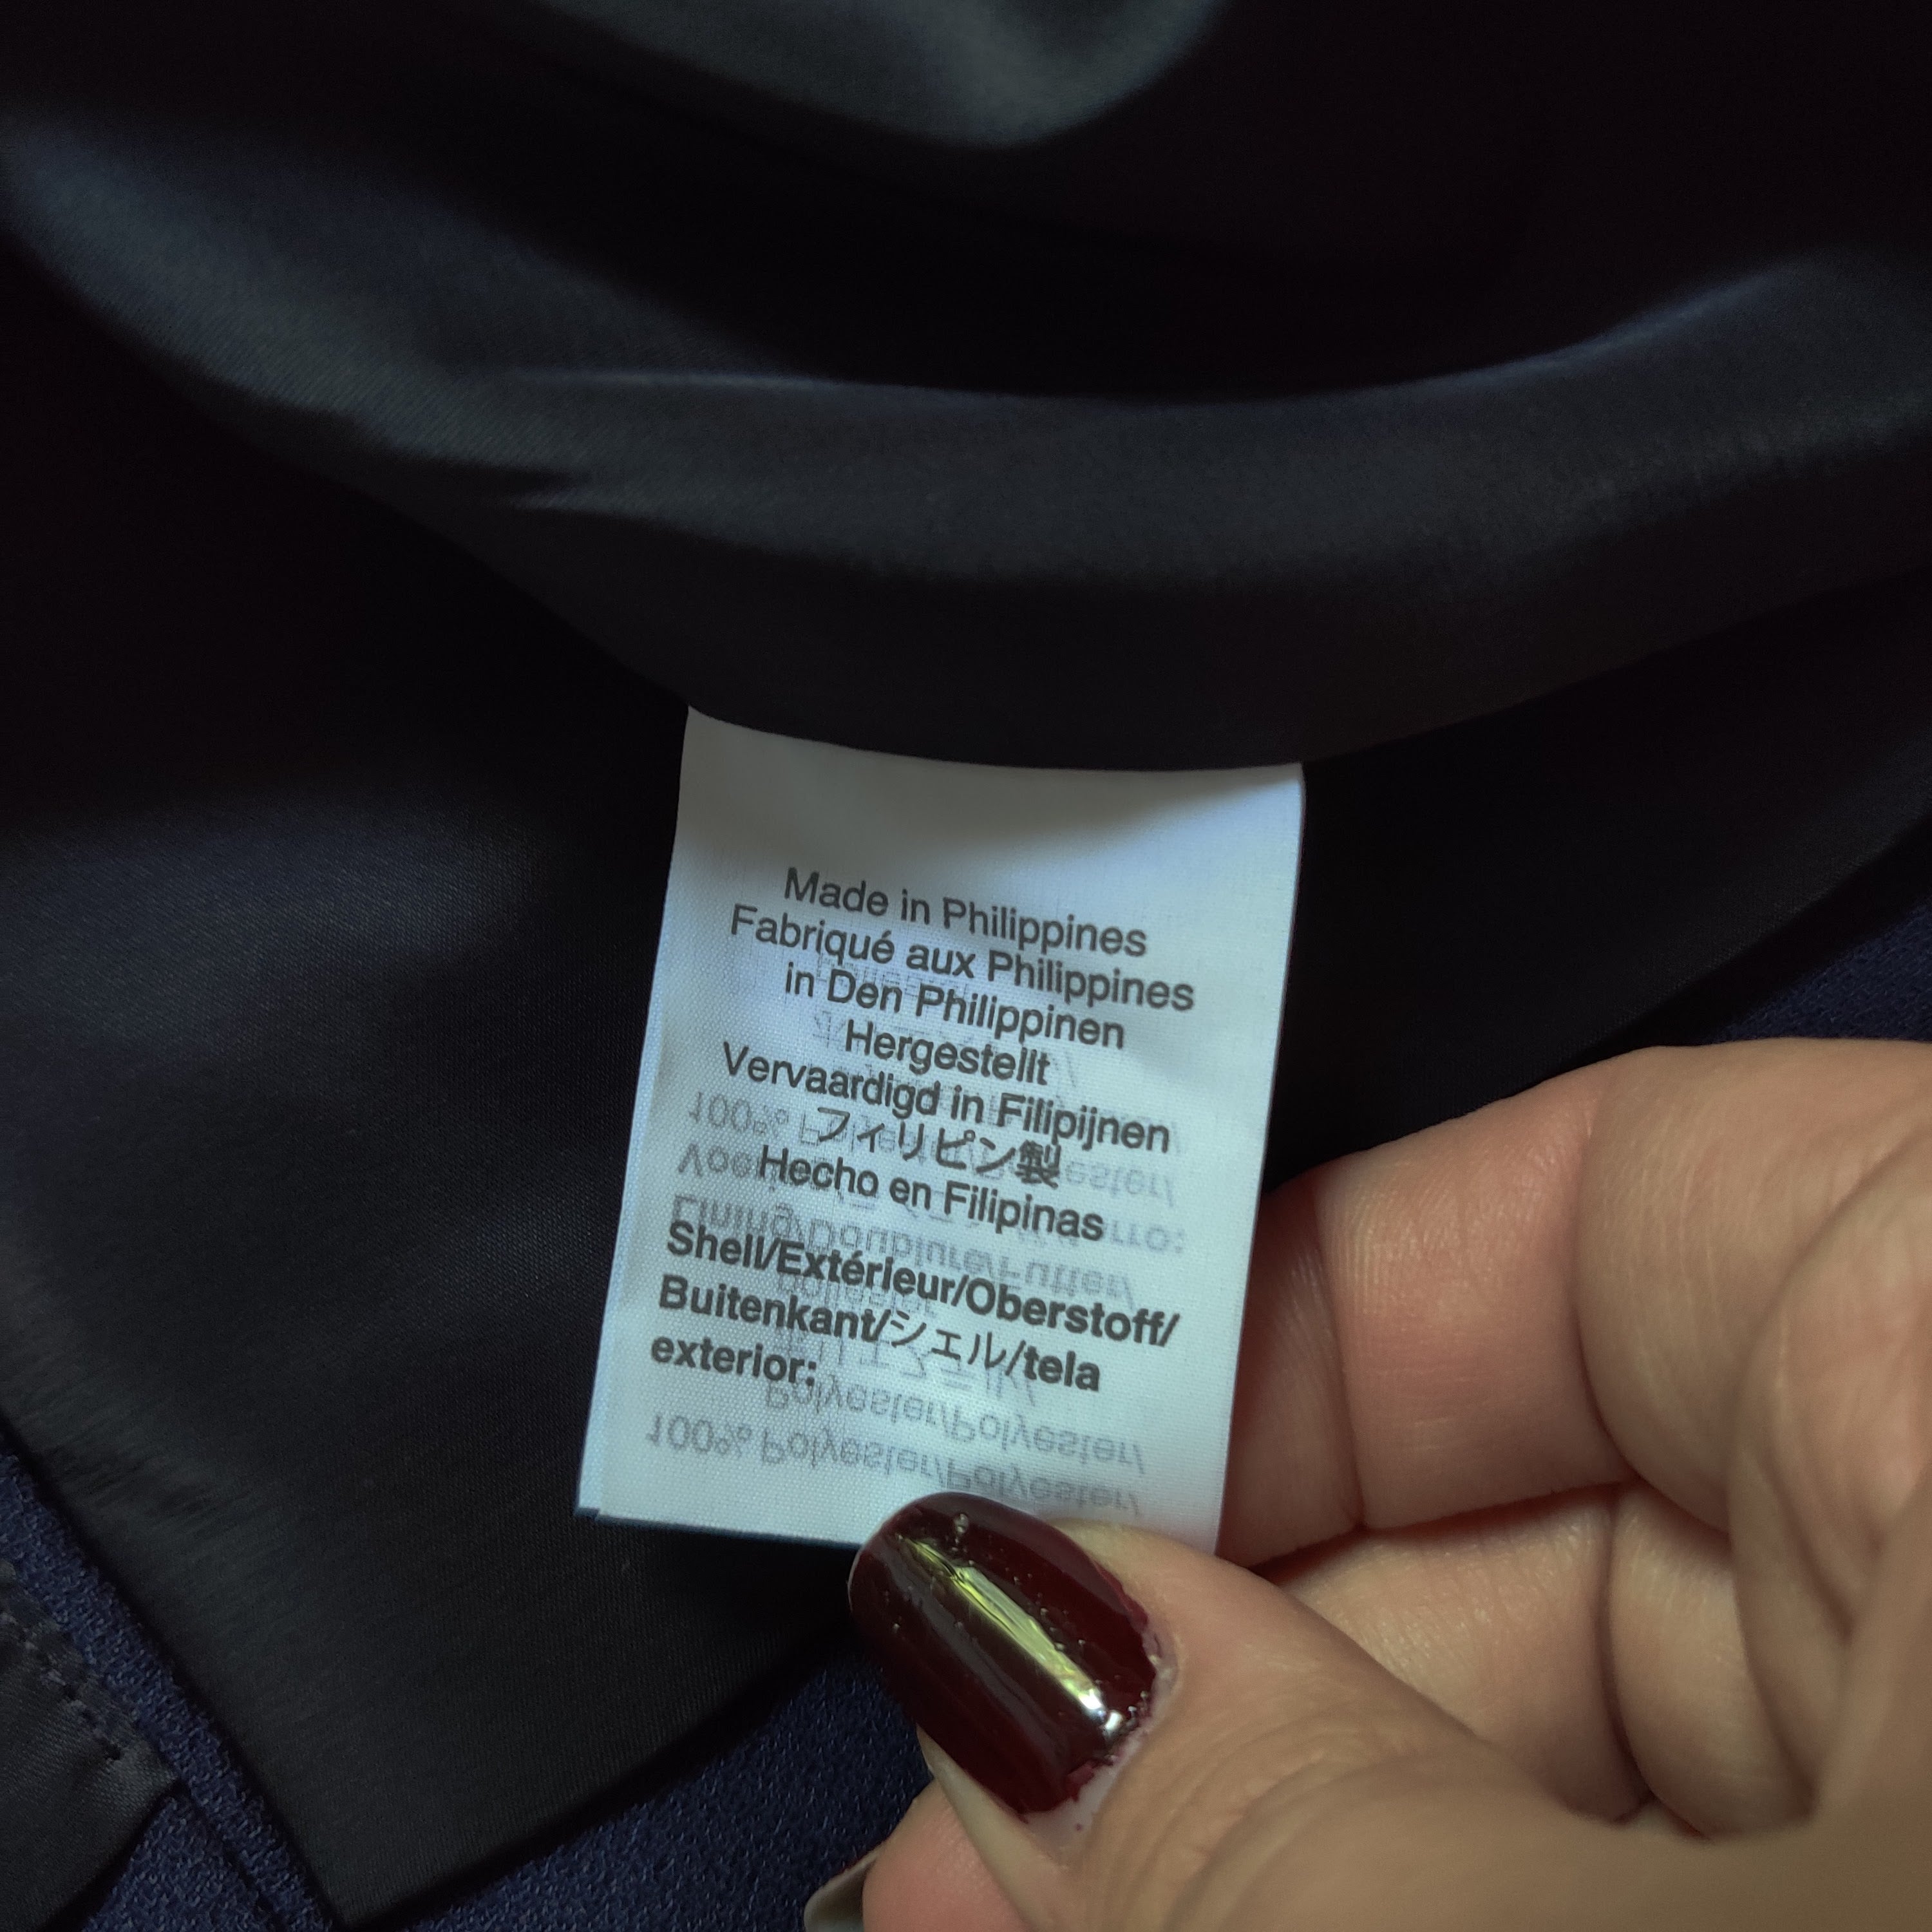 Made in Philippines
Fabriqué aux Philippines
in Den Philippinen
Hergestellt
Vervaardigd in Filipijnen
フィリピン製
Hecho en Filipinas
Shell/Extérieur/Oberstoff/
Buitenkant/シェル/tela
exterior: